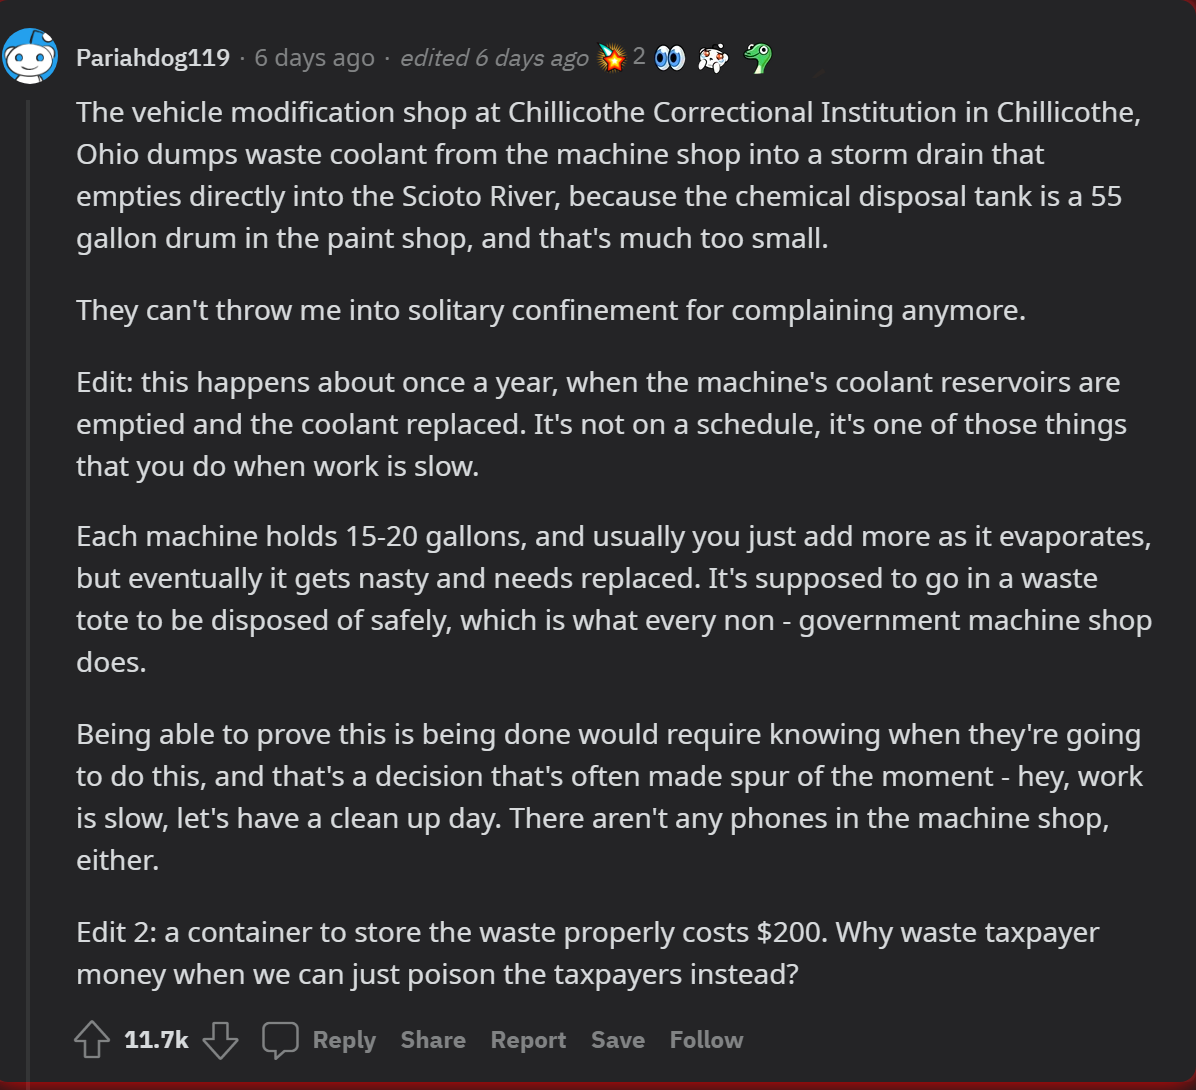 Pariahdog119 · 6 days ago · edited 6 days ago 2
The vehicle modification shop at Chillicothe Correctional Institution in Chillicothe,
Ohio dumps waste coolant from the machine shop into a storm drain that
empties directly into the Scioto River, because the chemical disposal tank is a 55
gallon drum in the paint shop, and that's much too small.
They can't throw me into solitary confinement for complaining anymore.
Edit: this happens about once a year, when the machine's coolant reservoirs are
emptied and the coolant replaced. It's not on a schedule, it's one of those things
that you do when work is slow.
Each machine holds 15-20 gallons, and usually you just add more as it evaporates,
but eventually it gets nasty and needs replaced. It's supposed to go in a waste
tote to be disposed of safely, which is what every non - government machine shop
does.
Being able to prove this is being done would require knowing when they're going
to do this, and that's a decision that's often made spur of the moment - hey, work
is slow, let's have a clean up day. There aren't any phones in the machine shop,
either.
Edit 2: a container to store the waste properly costs $200. Why waste taxpayer
money when we can just poison the taxpayers instead?
11.7k Reply Share Report Save Follow